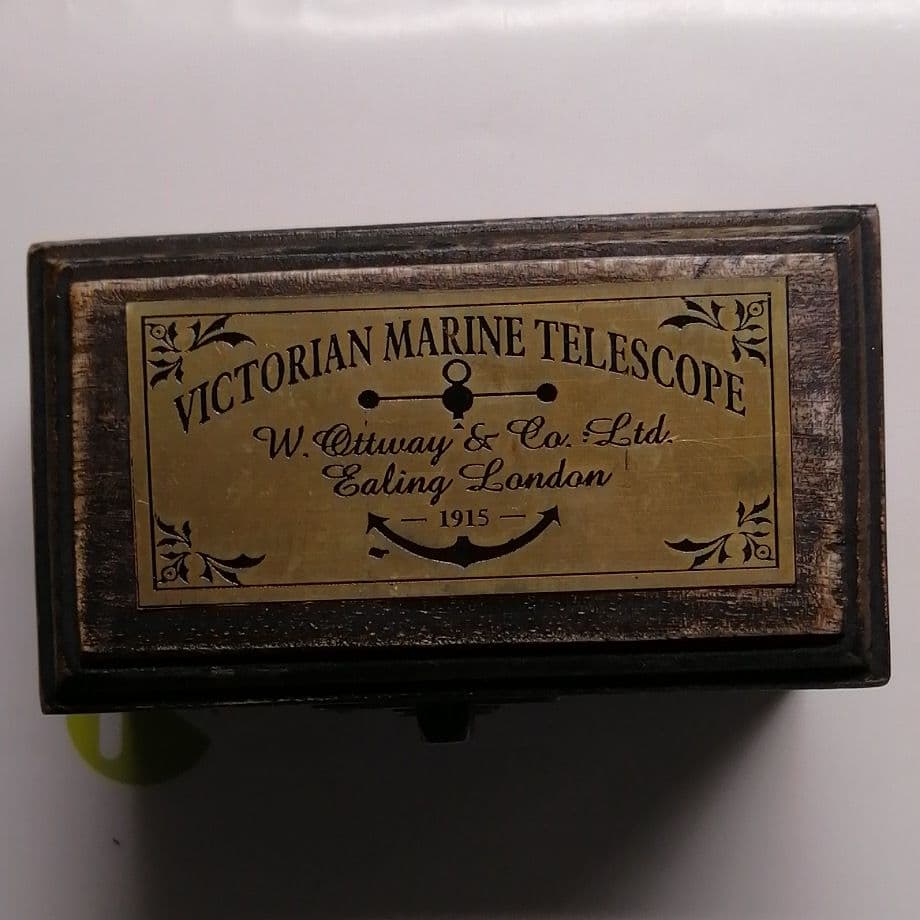 VICTORIAN MARINE TELESCOPE
W. Ottway & Co. Ltd.
Ealing London
— 1915 —